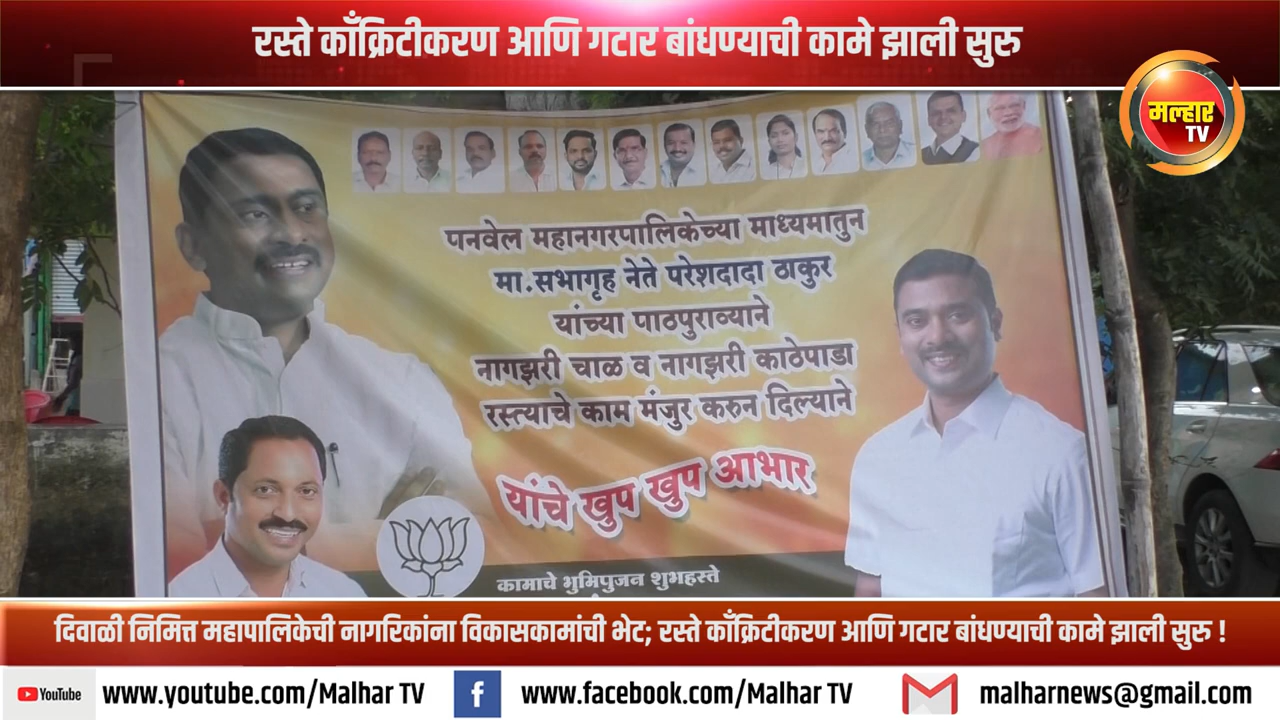 रस्ते काँक्रिटीकरण आणि गटार बांधण्याची कामे झाली सुरु
मल्हार
TV
पनवेल महानगरपालिकेच्या माध्यमातुन
मा.सभागृह नेते परेशदादा ठाकुर
यांच्या पाठपुराव्याने
नागझरी चाळ व नागझरी काठेपाडा
रस्त्याचे काम मंजुर करुन दिल्याने
यांचे खुप खुप आभार
कामाचे भुमिपुजन शुभहस्ते
दिवाळी निमित्त महापालिकेची नागरिकांना विकासकामांची भेट; रस्ते काँक्रिटीकरण आणि गटार बांधण्याची कामे झाली सुरु !
YouTube www.youtube.com/Malhar TV f www.facebook.com/Malhar TV malharnews@gmail.com